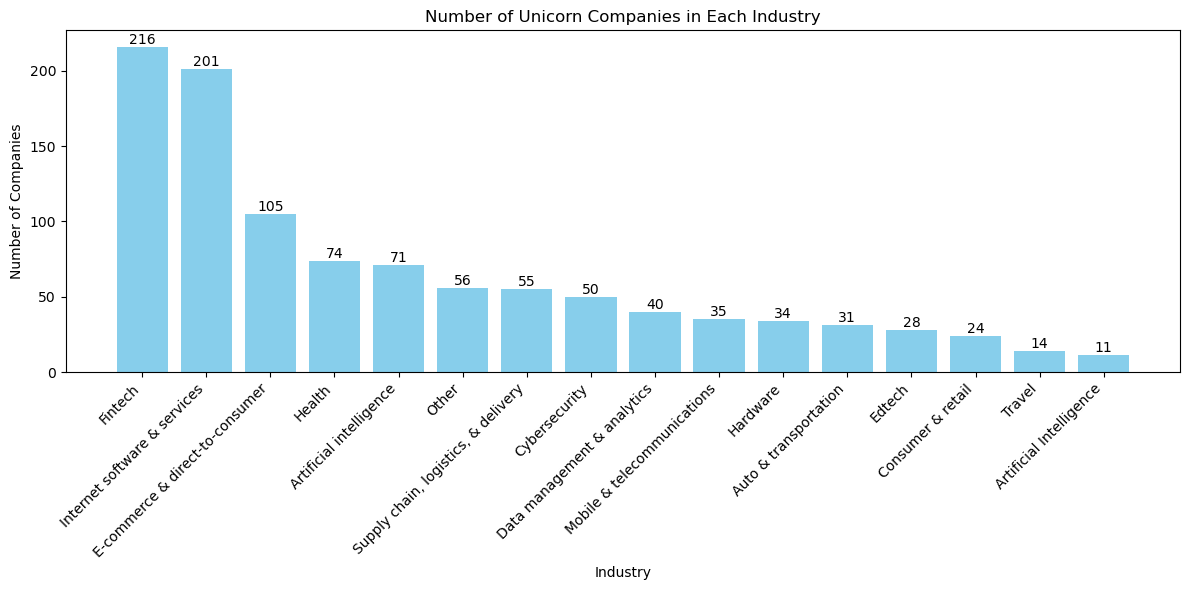 Number of Unicorn Companies in Each Industry
Number of Companies
200
150
100
50
0
216
201
105
74
71
56
55
50
40
35
34
31
28
24
14
11
Fintech
Internet software & services
E-commerce & direct-to-consumer
Health
Artificial intelligence
Other
Supply chain, logistics, & delivery
Cybersecurity
Data management & analytics
Mobile & telecommunications
Hardware
Auto & transportation
Edtech
Consumer & retail
Travel
Artificial Intelligence
Industry